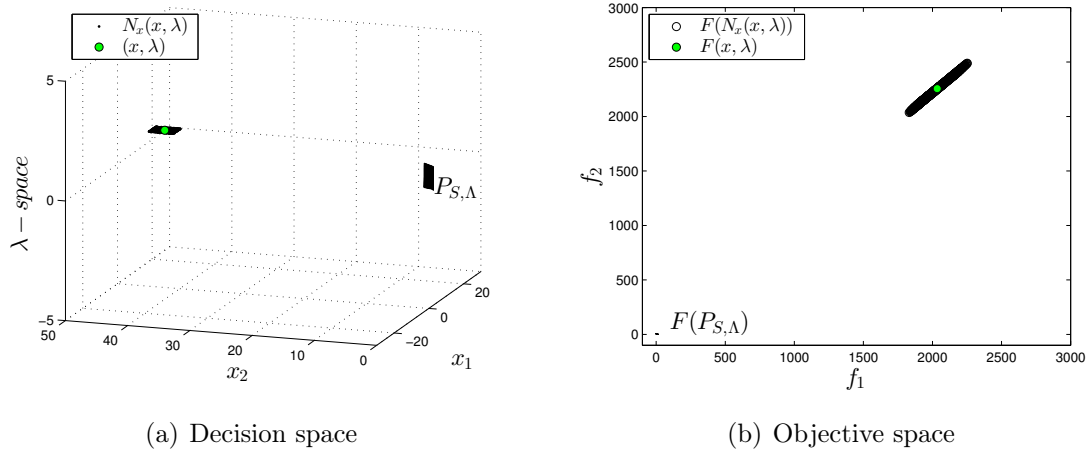 N_x(x, λ)
(x, λ)
5
0
−5
λ − space
50
40
30
20
10
0
x_2
−20
0
20
x_1
P_{S,Λ}
(a) Decision space
F(N_x(x, λ))
F(x, λ)
3000
2500
2000
1500
1000
500
0
f_2
F(P_{S,Λ})
0
500
1000
1500
2000
2500
3000
f_1
(b) Objective space